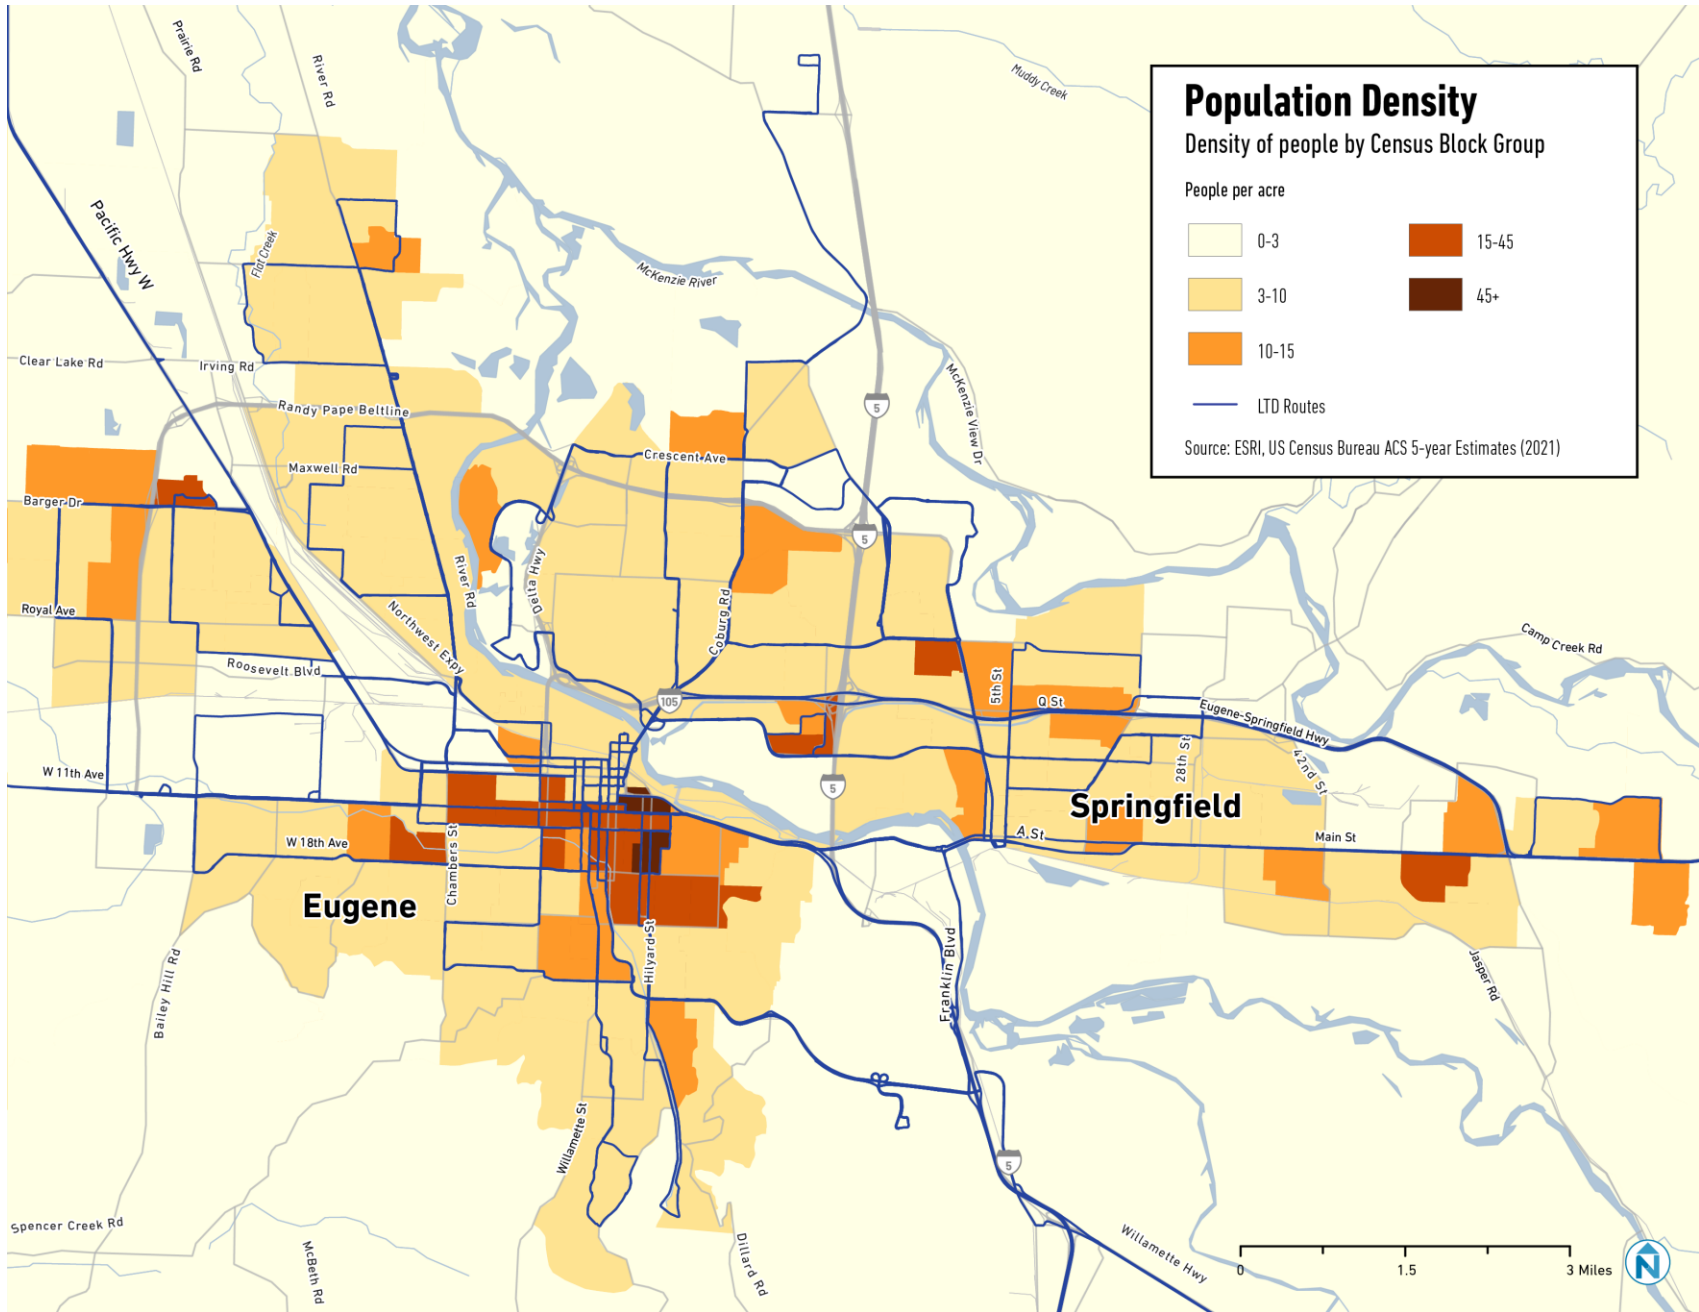 Population Density
Density of people by Census Block Group
People per acre
0-3
15-45
3-10
45+
10-15
LTD Routes
Source: ESRI, US Census Bureau ACS 5-year Estimates (2021)
Prairie Rd
River Rd
Muddy Creek
Pacific Hwy W
Flat Creek
McKenzie River
Clear Lake Rd
Irving Rd
McKenzie View Dr
Randy Pape Beltline
5
Maxwell Rd
Crescent Ave
Barger Dr
5
River Rd
Delta Hwy
Royal Ave
Northwest Expy
Coburg Rd
Camp Creek Rd
Roosevelt Blvd
5th St
105
Q St
Eugene-Springfield Hwy
28th St
42nd St
W 11th Ave
5
Springfield
A St
Main St
W 18th Ave
Chambers St
Eugene
Hilyard St
Franklin Blvd
Bailey Hill Rd
Jasper Rd
Willamette St
5
Spencer Creek Rd
McBeth Rd
Dillard Rd
Willamette Hwy
0
1.5
3 Miles
N